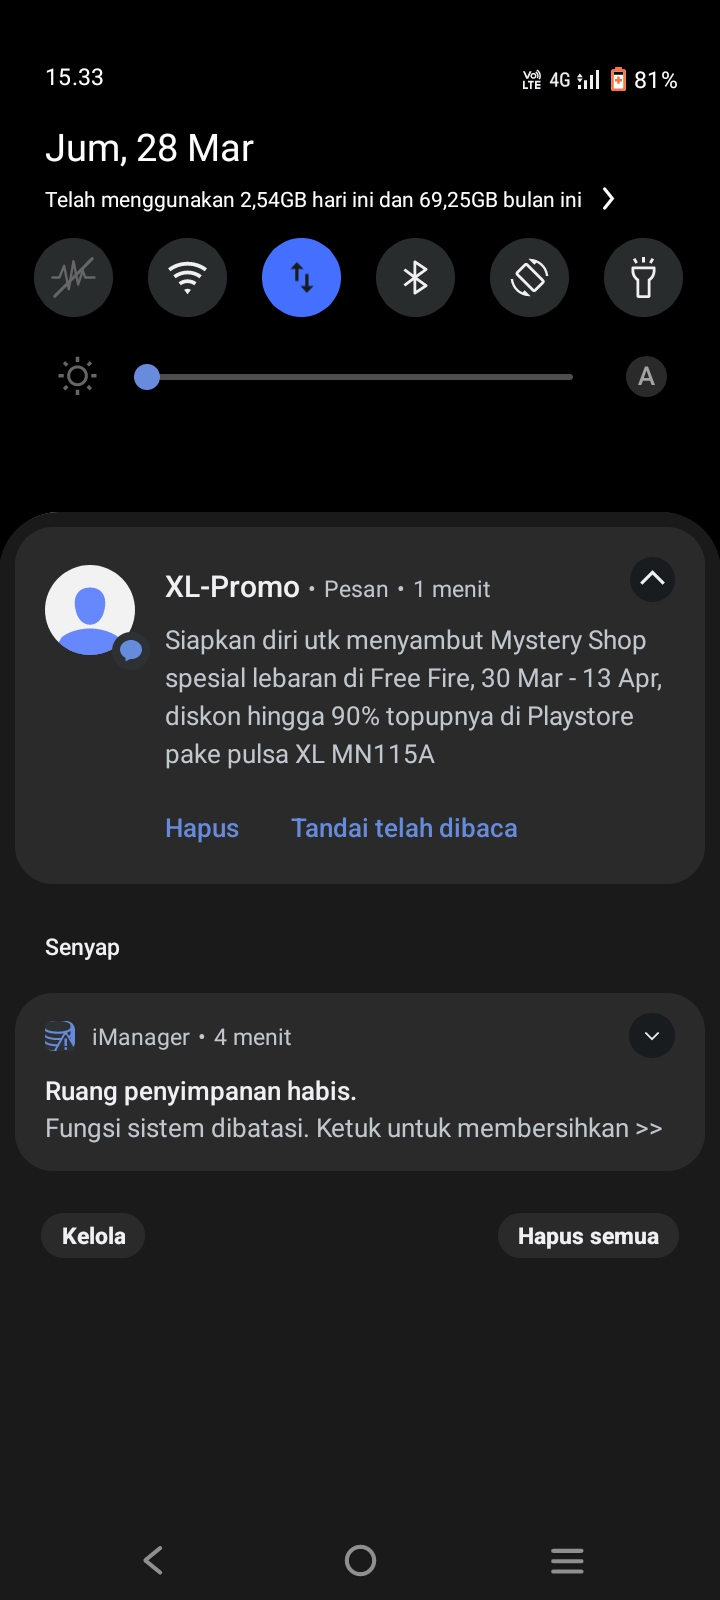 15.33
Vo) LTE 4G 81%
Jum, 28 Mar
Telah menggunakan 2,54GB hari ini dan 69,25GB bulan ini
A
XL-Promo • Pesan • 1 menit
Siapkan diri utk menyambut Mystery Shop
spesial lebaran di Free Fire, 30 Mar - 13 Apr,
diskon hingga 90% topupnya di Playstore
pake pulsa XL MN115A
Hapus Tandai telah dibaca
Senyap
iManager • 4 menit
Ruang penyimpanan habis.
Fungsi sistem dibatasi. Ketuk untuk membersihkan >>
Kelola Hapus semua